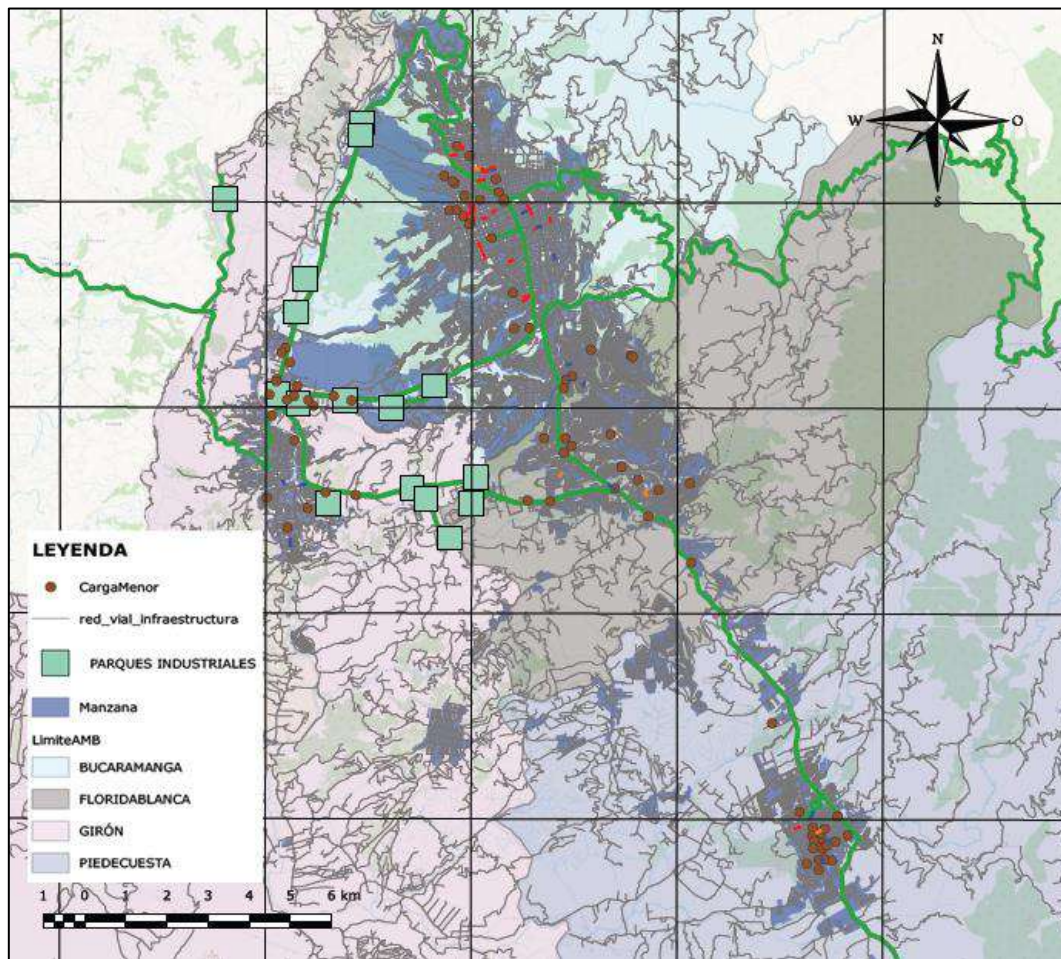 N
W O
S
LEYENDA
CargaMenor
red_vial_infraestructura
PARQUES INDUSTRIALES
Manzana
LimiteAMB
BUCARAMANGA
FLORIDABLANCA
GIRÓN
PIEDECUESTA
1 0 1 2 3 4 5 6 km